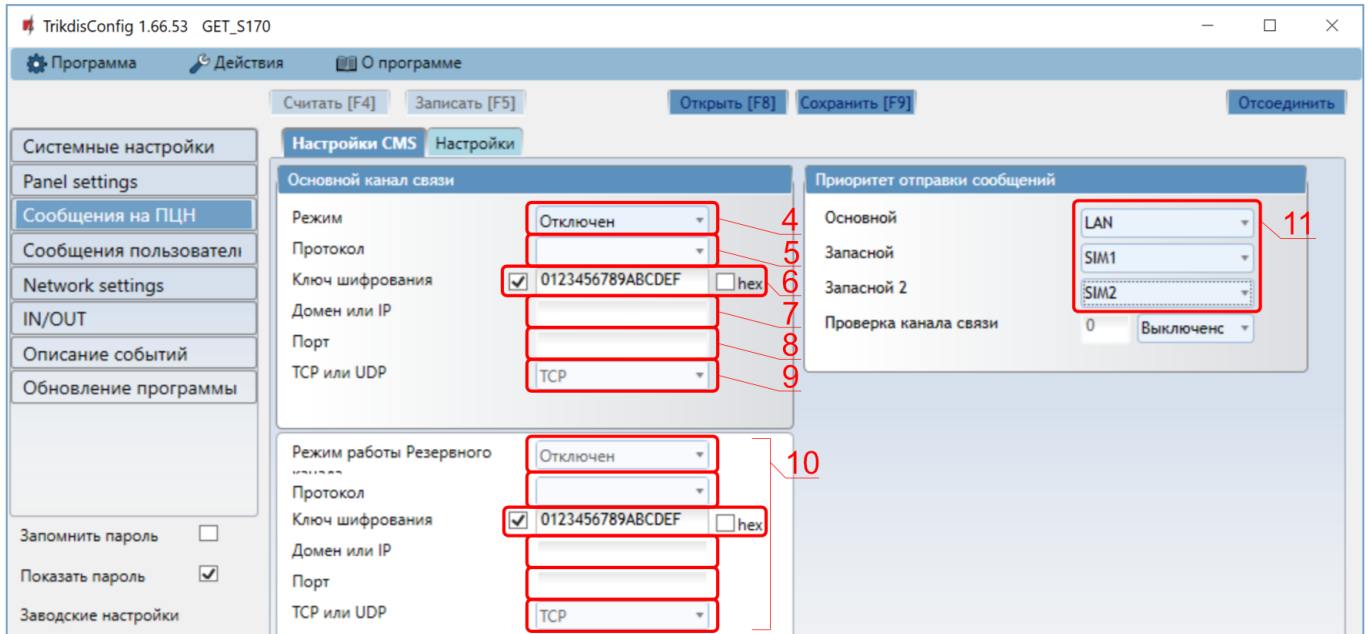 TrikdisConfig 1.66.53 GET_S170
Программа Действия О программе
Считать [F4] Записать [F5] Открыть [F8] Сохранить [F9] Отсоединить
Системные настройки
Panel settings
Сообщения на ПЦН
Сообщения пользовател
Network settings
IN/OUT
Описание событий
Обновление программы
Запомнить пароль
Показать пароль
Заводские настройки
Настройки CMS Настройки
Основной канал связи
Режим Отключен 4
Протокол 5
Ключ шифрования 0123456789ABCDEF hex 6
Домен или IP 7
Порт 8
TCP или UDP TCP 9
Режим работы Резервного Отключен
канала
Протокол
Ключ шифрования 0123456789ABCDEF hex
Домен или IP
Порт
TCP или UDP TCP
10
Приоритет отправки сообщений
Основной LAN 11
Запасной SIM1
Запасной 2 SIM2
Проверка канала связи 0 Выключенс